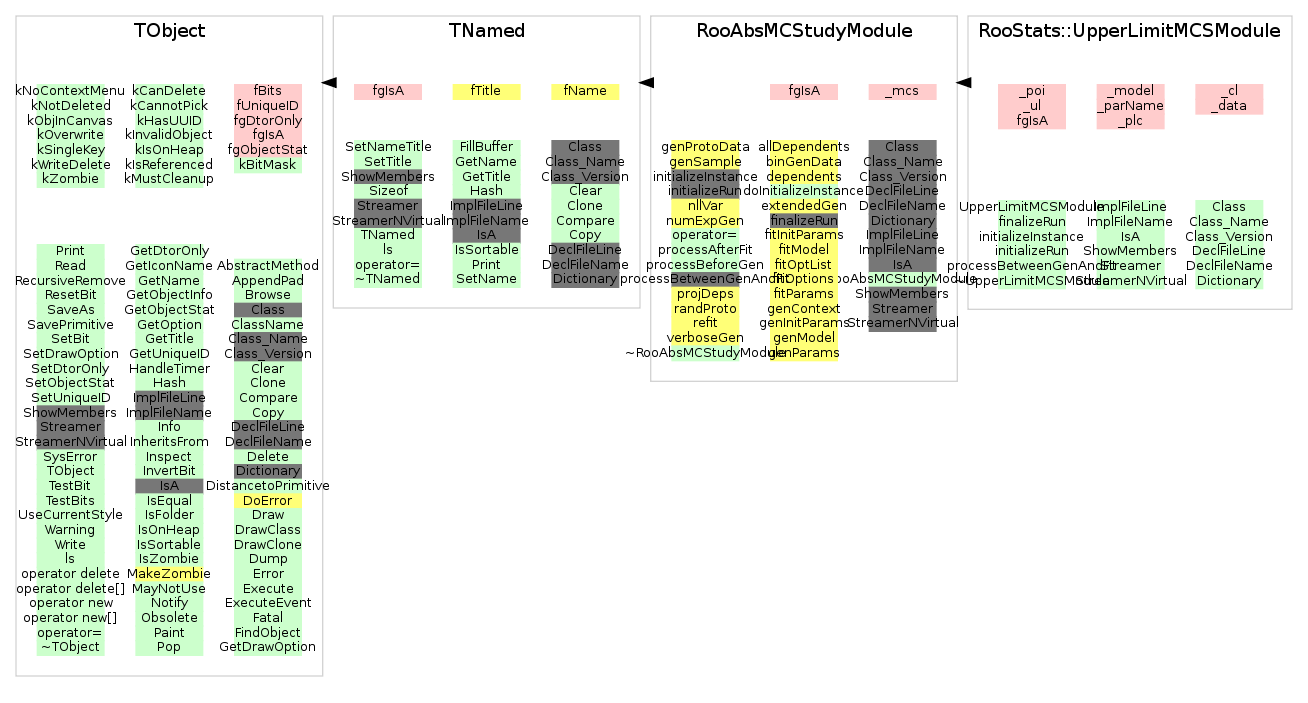 TObject
kNoContextMenu
kNotDeleted
kObjInCanvas
kOverwrite
kSingleKey
kWriteDelete
kZombie
kCanDelete
kCannotPick
kHasUUID
kInvalidObject
kIsOnHeap
kIsReferenced
kMustCleanup
fBits
fUniqueID
fgDtorOnly
fgIsA
fgObjectStat
kBitMask
Print
Read
RecursiveRemove
ResetBit
SaveAs
SavePrimitive
SetBit
SetDrawOption
SetDtorOnly
SetObjectStat
SetUniqueID
ShowMembers
Streamer
StreamerNVirtual
SysError
TObject
TestBit
TestBits
UseCurrentStyle
Warning
Write
ls
operator delete
operator delete[]
operator new
operator new[]
operator=
~TObject
GetDtorOnly
GetIconName
GetName
GetObjectInfo
GetObjectStat
GetOption
GetTitle
GetUniqueID
HandleTimer
Hash
ImplFileLine
ImplFileName
Info
InheritsFrom
Inspect
InvertBit
IsA
IsEqual
IsFolder
IsOnHeap
IsSortable
IsZombie
MakeZombie
MayNotUse
Notify
Obsolete
Paint
Pop
AbstractMethod
AppendPad
Browse
Class
ClassName
Class_Name
Class_Version
Clear
Clone
Compare
Copy
DeclFileLine
DeclFileName
Delete
Dictionary
DistancetoPrimitive
DoError
Draw
DrawClass
DrawClone
Dump
Error
Execute
ExecuteEvent
Fatal
FindObject
GetDrawOption
TNamed
fgIsA
fTitle
fName
SetNameTitle
SetTitle
ShowMembers
Sizeof
Streamer
StreamerNVirtual
TNamed
ls
operator=
~TNamed
FillBuffer
GetName
GetTitle
Hash
ImplFileLine
ImplFileName
IsA
IsSortable
Print
SetName
Class
Class_Name
Class_Version
Clear
Clone
Compare
Copy
DeclFileLine
DeclFileName
Dictionary
RooAbsMCStudyModule
fgIsA
_mcs
genProtoData
genSample
initializeInstance
initializeRun
nllVar
numExpGen
operator=
processAfterFit
processBeforeGen
processBetweenGenAndFit
projDeps
randProto
refit
verboseGen
~RooAbsMCStudyModule
allDependents
binGenData
dependents
doInitializeInstance
extendedGen
finalizeRun
fitInitParams
fitModel
fitOptList
fitOptions
fitParams
genContext
genInitParams
genModel
genParams
Class
Class_Name
Class_Version
DeclFileLine
DeclFileName
Dictionary
ImplFileLine
ImplFileName
IsA
RooAbsMCStudyModule
ShowMembers
Streamer
StreamerNVirtual
RooStats::UpperLimitMCSModule
_poi
_ul
fgIsA
_model
_parName
_plc
_cl
_data
UpperLimitMCSModule
finalizeRun
initializeInstance
initializeRun
processBetweenGenAndFit
~UpperLimitMCSModule
ImplFileLine
ImplFileName
IsA
ShowMembers
Streamer
StreamerNVirtual
Class
Class_Name
Class_Version
DeclFileLine
DeclFileName
Dictionary